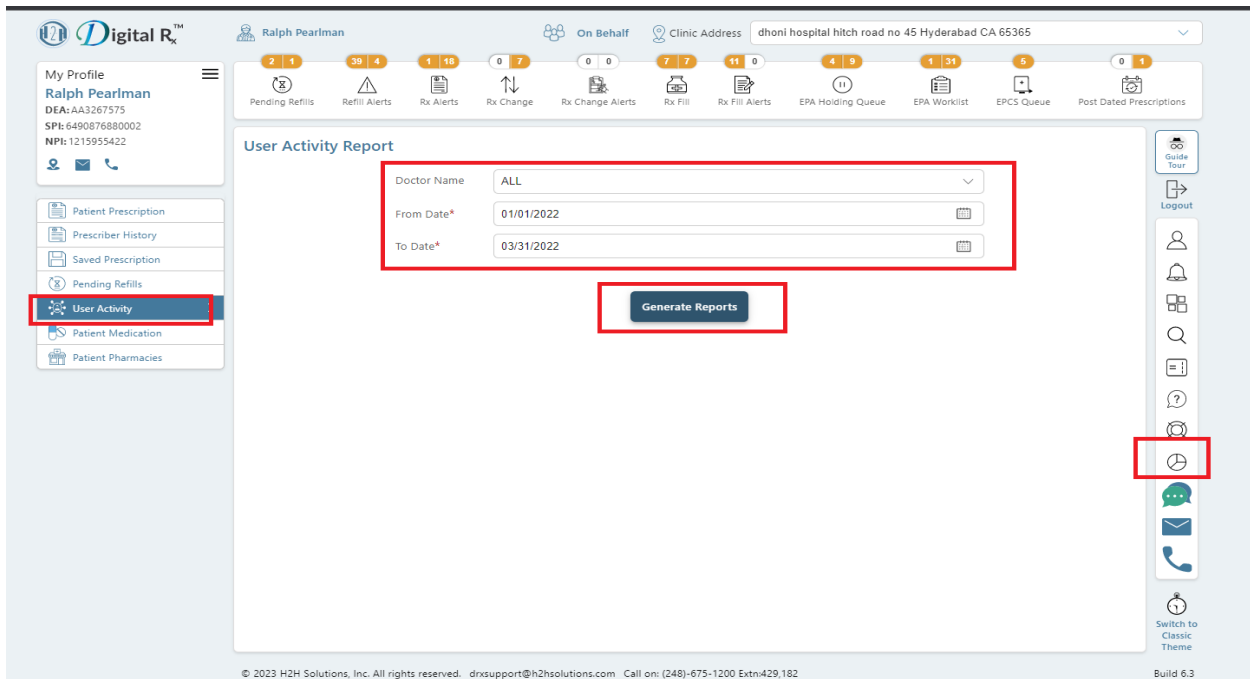 H2H Digital Rx™
Ralph Pearlman
On Behalf
Clinic Address
dhoni hospital hitch road no 45 Hyderabad CA 65365
My Profile
Ralph Pearlman
DEA: AA3267575
SPI: 6490876880002
NPI: 1215955422
2 1
39 4
1 18
0 7
0 0
7 7
11 0
4 9
1 31
5
0 1
Pending Refills
Refill Alerts
Rx Alerts
Rx Change
Rx Change Alerts
Rx Fill
Rx Fill Alerts
EPA Holding Queue
EPA Worklist
EPCS Queue
Post Dated Prescriptions
Patient Prescription
Prescriber History
Saved Prescription
Pending Refills
User Activity
Patient Medication
Patient Pharmacies
User Activity Report
Doctor Name ALL
From Date* 01/01/2022
To Date* 03/31/2022
Generate Reports
Guide
Tour
Logout
Switch to
Classic
Theme
© 2023 H2H Solutions, Inc. All rights reserved. drxsupport@h2hsolutions.com Call on: (248)-675-1200 Extn:429,182
Build 6.3